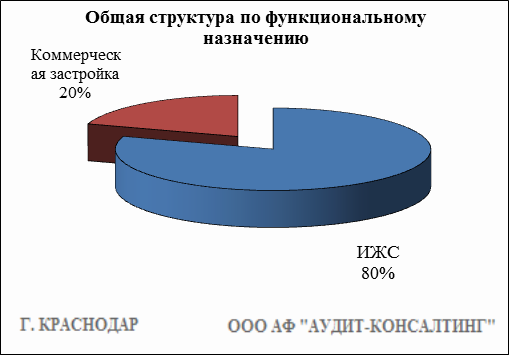 Общая структура по функциональному
назначению
Коммерческ
ая застройка
20%
ИЖС
80%
Г. КРАСНОДАР
ООО АФ "АУДИТ-КОНСАЛТИНГ"